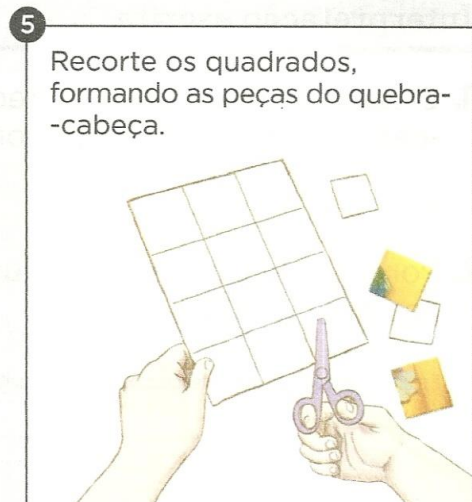 5
Recorte os quadrados,
formando as peças do quebra-
-cabeça.